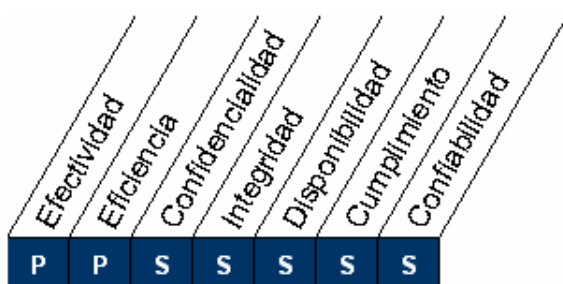 Efectividad
Eficiencia
Confidencialidad
Integridad
Disponibilidad
Cumplimiento
Confiabilidad
P P S S S S S